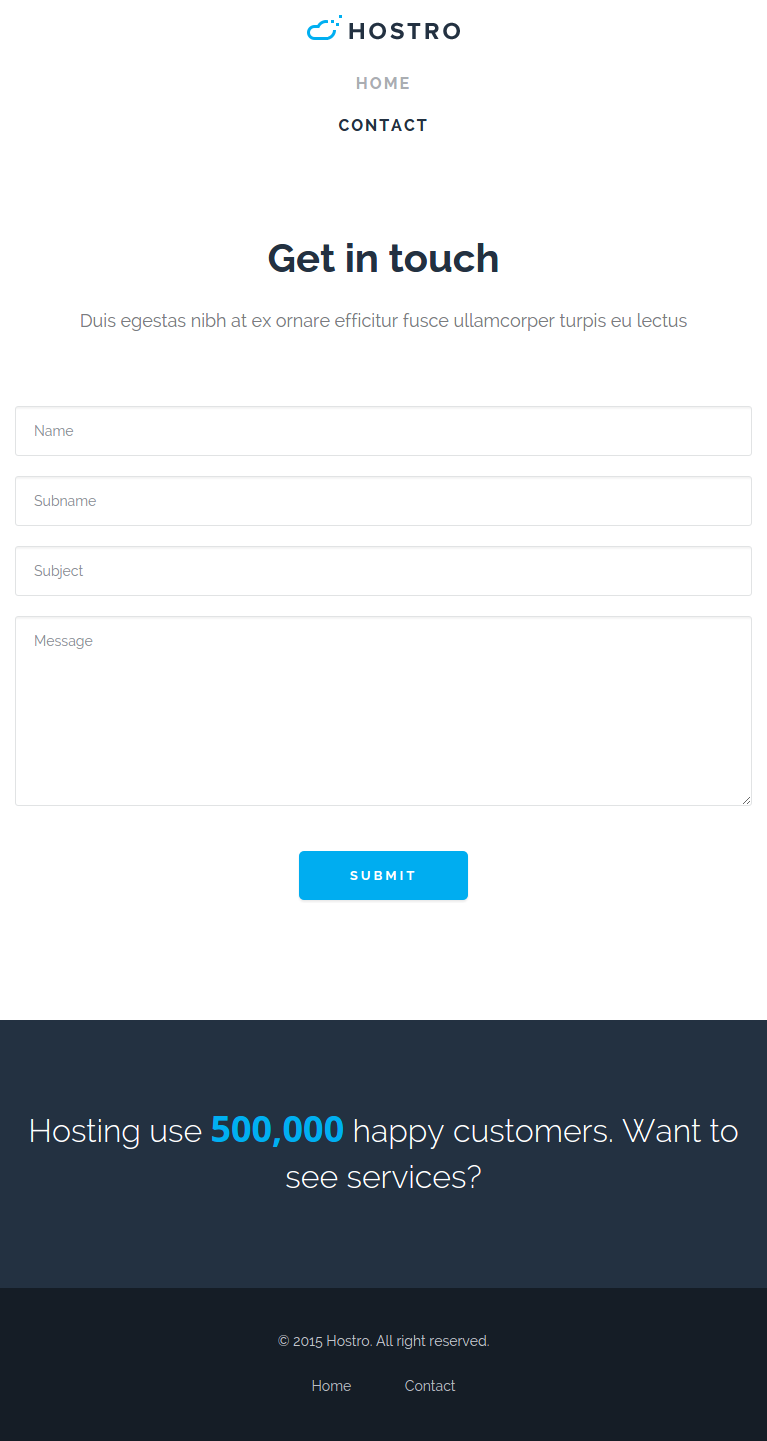 HOSTRO
HOME
CONTACT
Get in touch
Duis egestas nibh at ex ornare efficitur fusce ullamcorper turpis eu lectus
Name
Subname
Subject
Message
SUBMIT
Hosting use 500,000 happy customers. Want to
see services?
© 2015 Hostro. All right reserved.
Home Contact